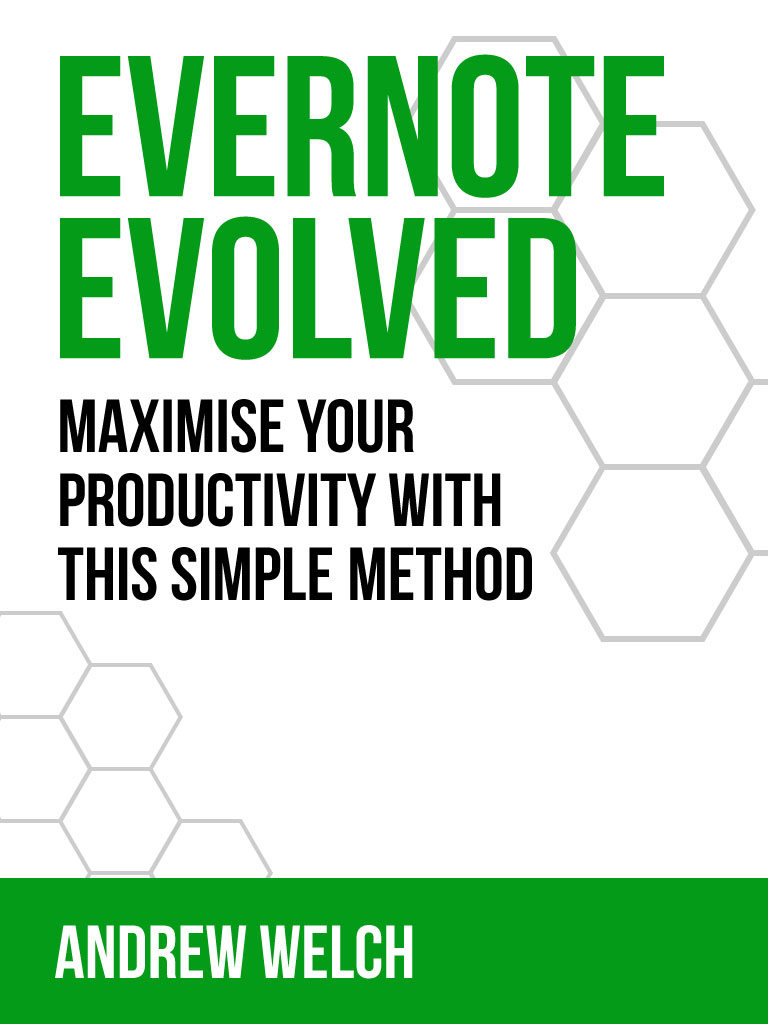 EVERNOTE
EVOLVED
MAXIMISE YOUR
PRODUCTIVITY WITH
THIS SIMPLE METHOD
ANDREW WELCH